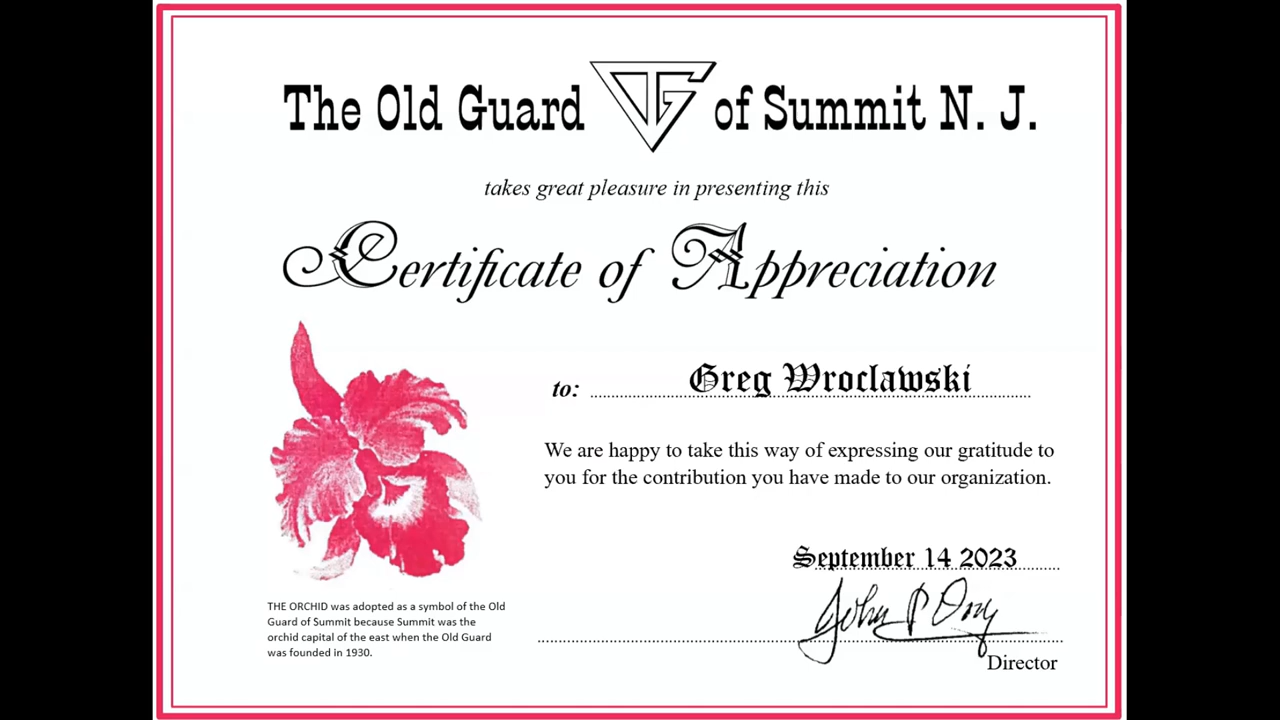 The Old Guard of Summit N. J.
takes great pleasure in presenting this
Certificate of Appreciation
to: Greg Wroclawski
We are happy to take this way of expressing our gratitude to
you for the contribution you have made to our organization.
September 14 2023
John P
Director
THE ORCHID was adopted as a symbol of the Old
Guard of Summit because Summit was the
orchid capital of the east when the Old Guard
was founded in 1930.